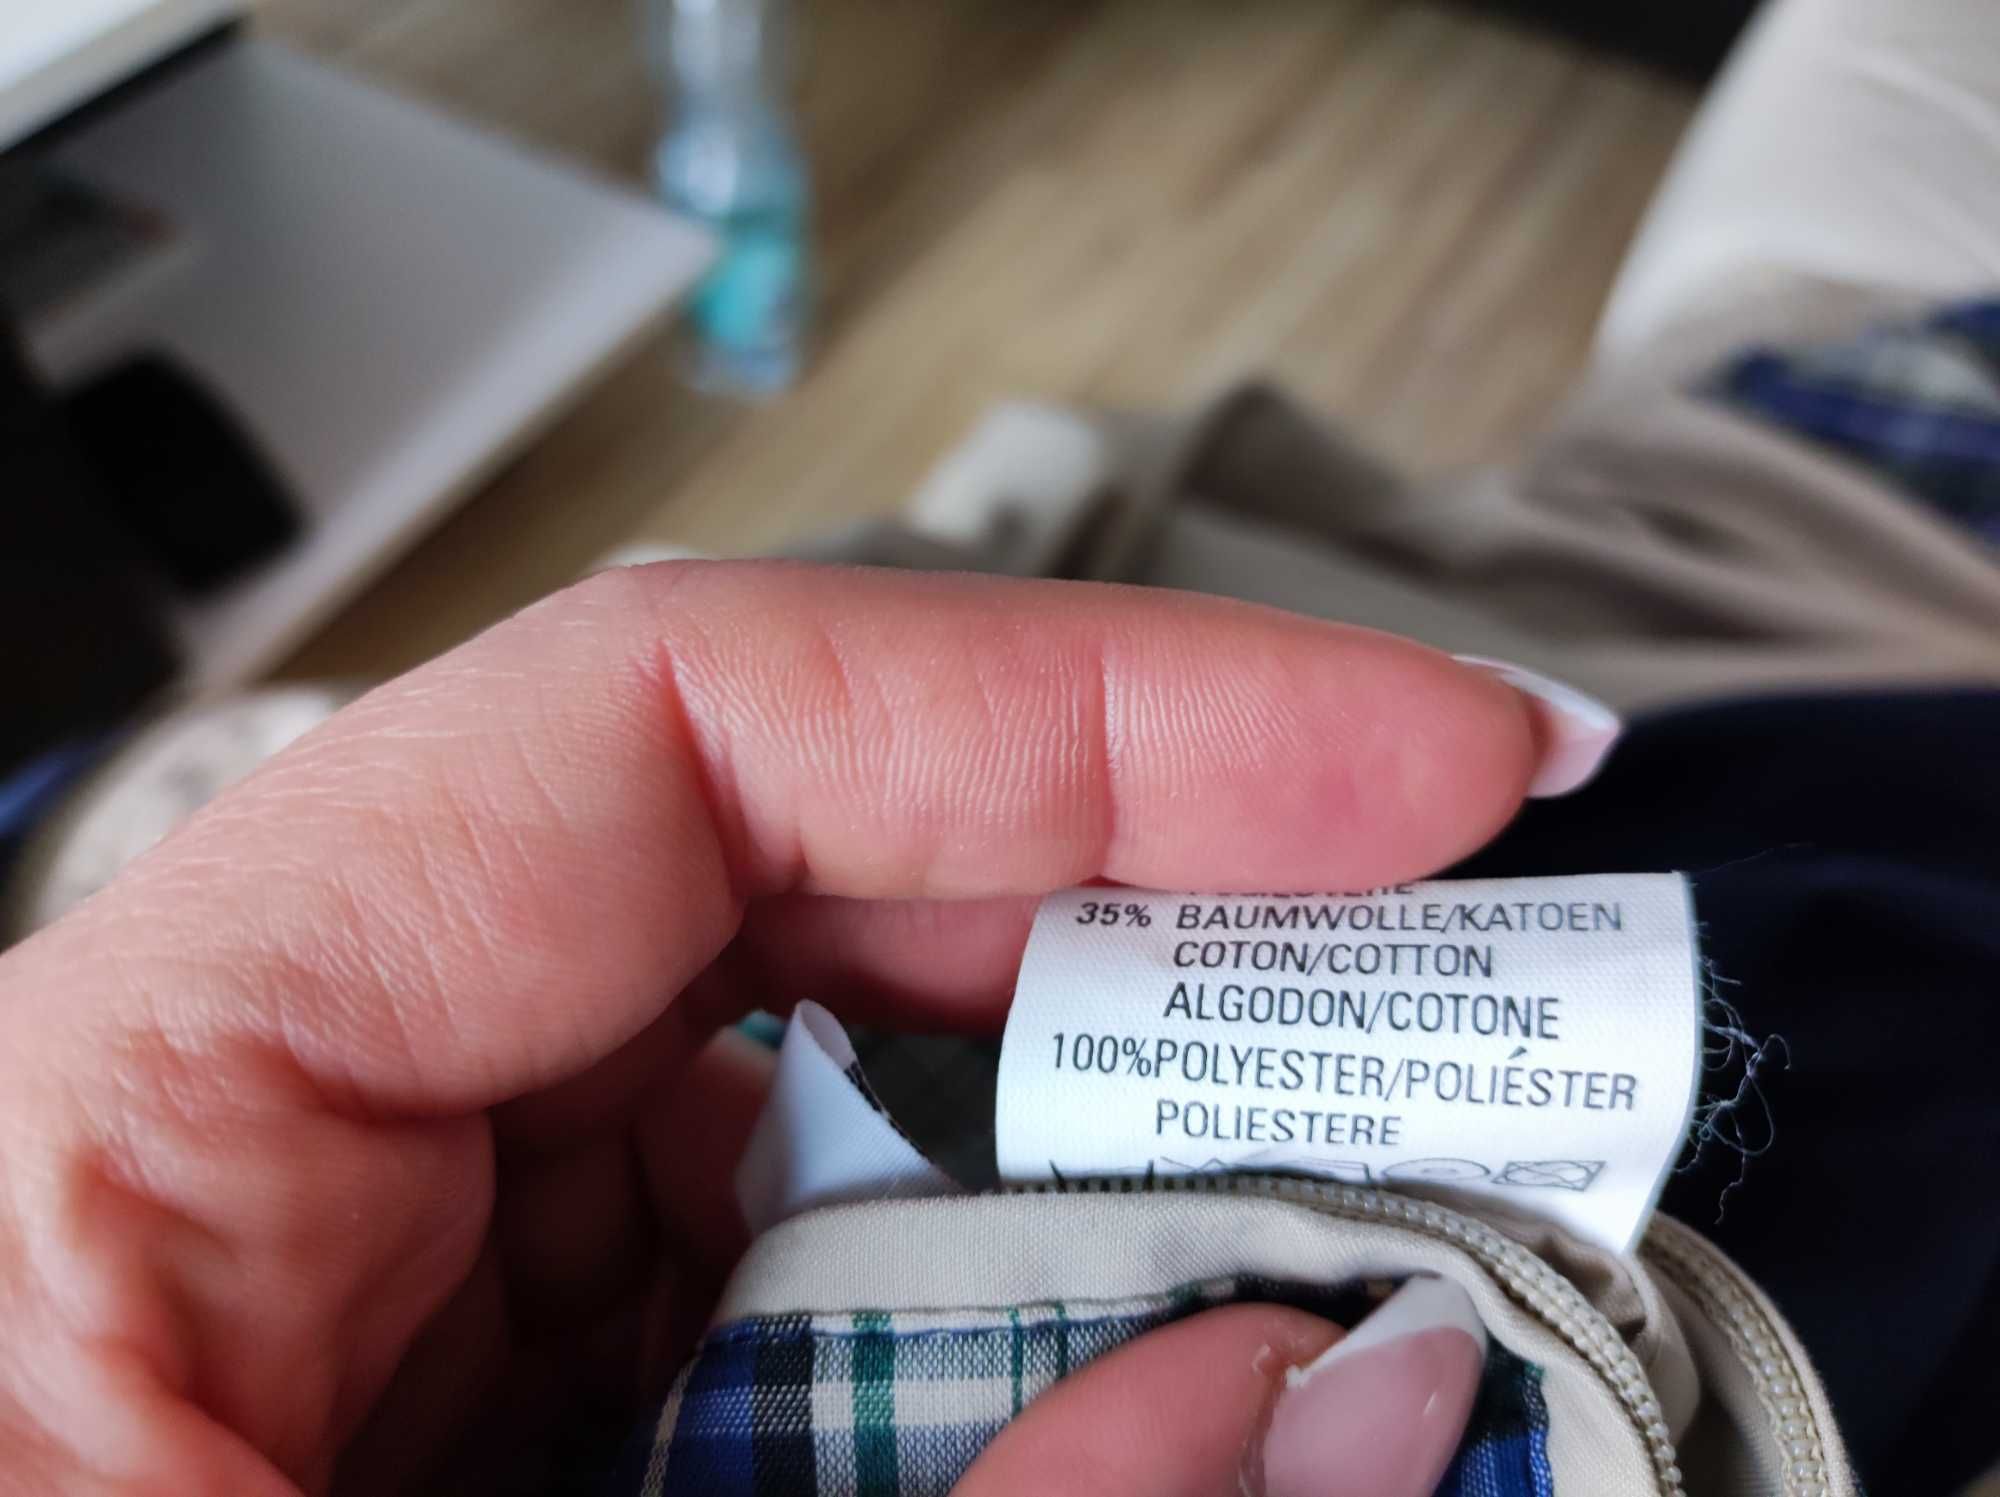 35% BAUMWOLLE/KATOEN
COTON/COTTON
ALGODON/COTONE
100%POLYESTER/POLIÉSTER
POLIESTERE